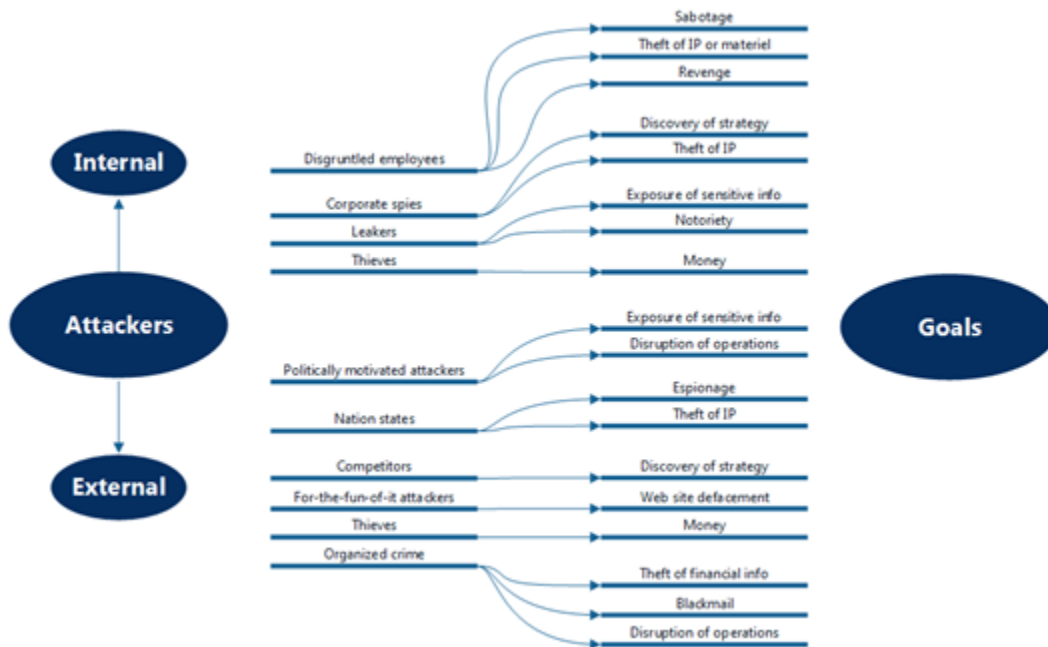 Internal
Attackers
External
Disgruntled employees
Corporate spies
Leakers
Thieves
Politically motivated attackers
Nation states
Competitors
For-the-fun-of-it attackers
Thieves
Organized crime
Sabotage
Theft of IP or materiel
Revenge
Discovery of strategy
Theft of IP
Exposure of sensitive info
Notoriety
Money
Exposure of sensitive info
Disruption of operations
Espionage
Theft of IP
Discovery of strategy
Web site defacement
Money
Theft of financial info
Blackmail
Disruption of operations
Goals